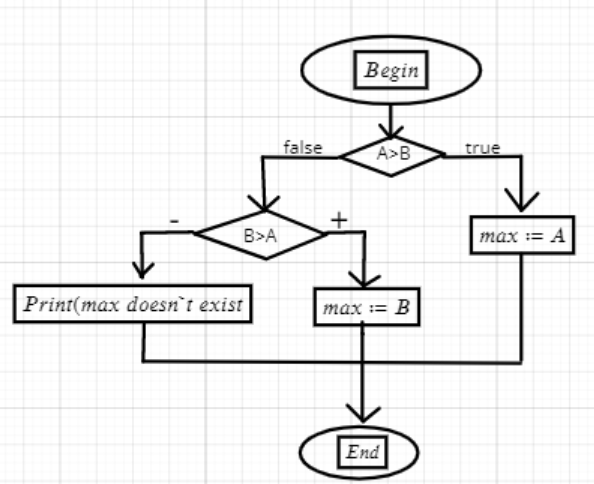 Begin
false
A>B
true
-
B>A
+
max := A
Print(max doesn`t exist
max := B
End